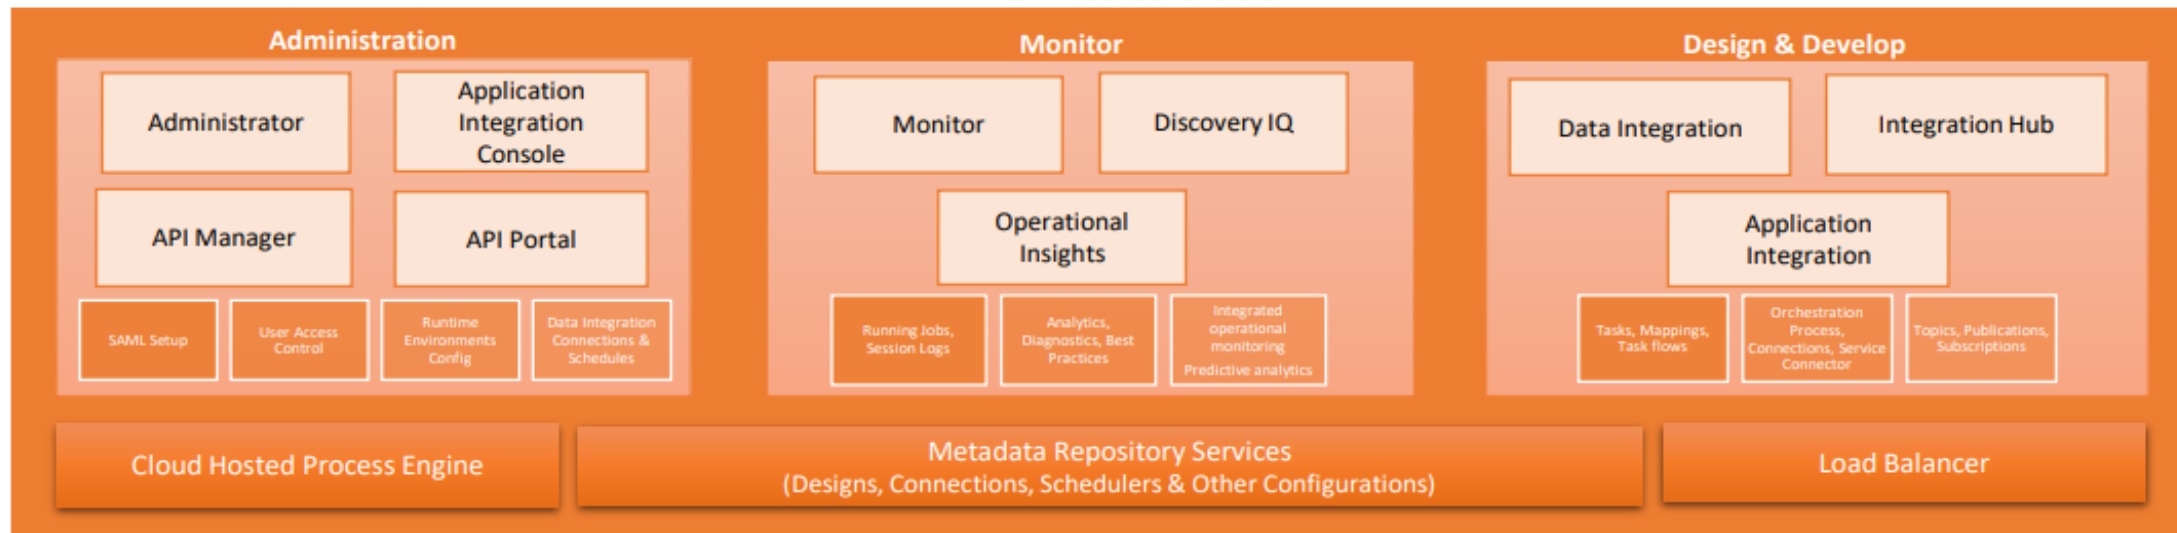 Administration
Administrator
Application
Integration
Console
API Manager
API Portal
SAML Setup
User Access
Control
Runtime
Environments
Config
Data Integration
Connections &
Schedules
Monitor
Monitor
Discovery IQ
Operational
Insights
Running Jobs,
Session Logs
Analytics,
Diagnostics, Best
Practices
Integrated
operational
monitoring
Predictive analytics
Design & Develop
Data Integration
Integration Hub
Application
Integration
Tasks, Mappings,
Task flows
Orchestration
Process,
Connections, Service
Connector
Topics, Publications,
Subscriptions
Cloud Hosted Process Engine
Metadata Repository Services
(Designs, Connections, Schedulers & Other Configurations)
Load Balancer